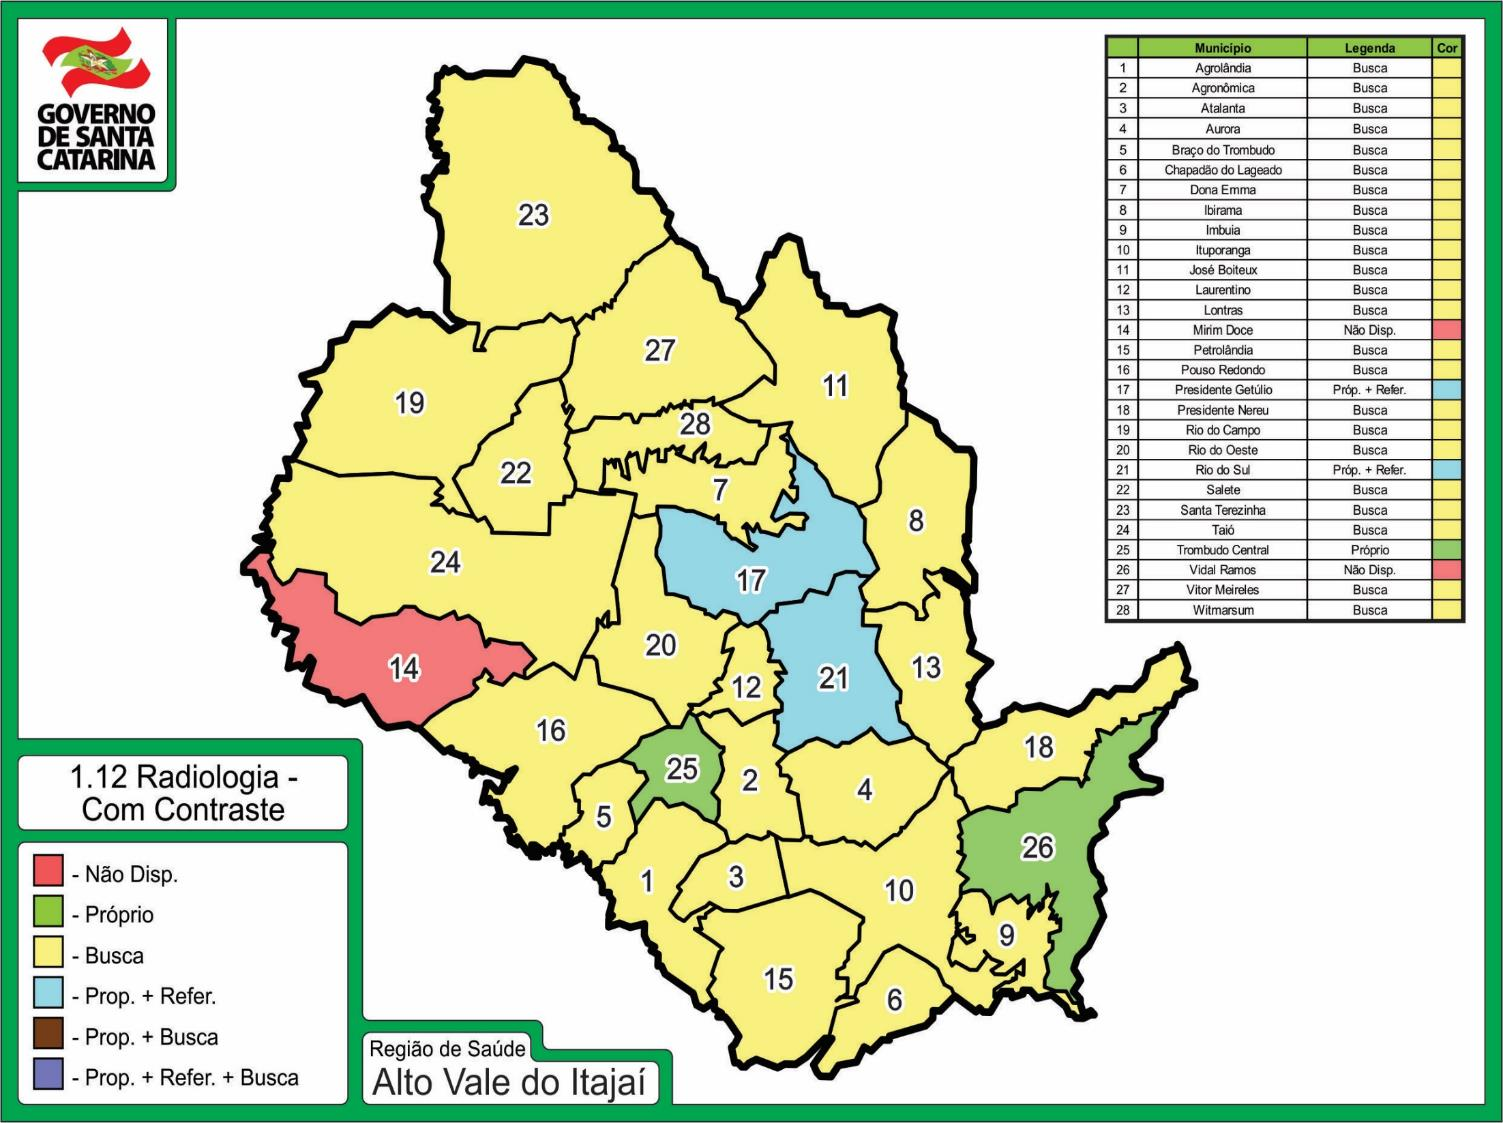 GOVERNO
DE SANTA
CATARINA
Município Legenda Cor
1 Agrolândia Busca
2 Agronômica Busca
3 Atalanta Busca
4 Aurora Busca
5 Braço do Trombudo Busca
6 Chapadão do Lageado Busca
7 Dona Emma Busca
8 Ibirama Busca
9 Imbuia Busca
10 Ituporanga Busca
11 José Boiteux Busca
12 Laurentino Busca
13 Lontras Busca
14 Mirim Doce Não Disp.
15 Petrolândia Busca
16 Pouso Redondo Busca
17 Presidente Getúlio Próp. + Refer.
18 Presidente Nereu Busca
19 Rio do Campo Busca
20 Rio do Oeste Busca
21 Rio do Sul Próp. + Refer.
22 Salete Busca
23 Santa Terezinha Busca
24 Taió Busca
25 Trombudo Central Próprio
26 Vidal Ramos Não Disp.
27 Vitor Meireles Busca
28 Witmarsum Busca
23
27
11
19
28
22
7
8
24
17
20
14
13
21
12
16
18
25
2
4
5
26
3
1
10
9
15
6
1.12 Radiologia -
Com Contraste
- Não Disp.
- Próprio
- Busca
- Prop. + Refer.
- Prop. + Busca
- Prop. + Refer. + Busca
Região de Saúde
Alto Vale do Itajaí